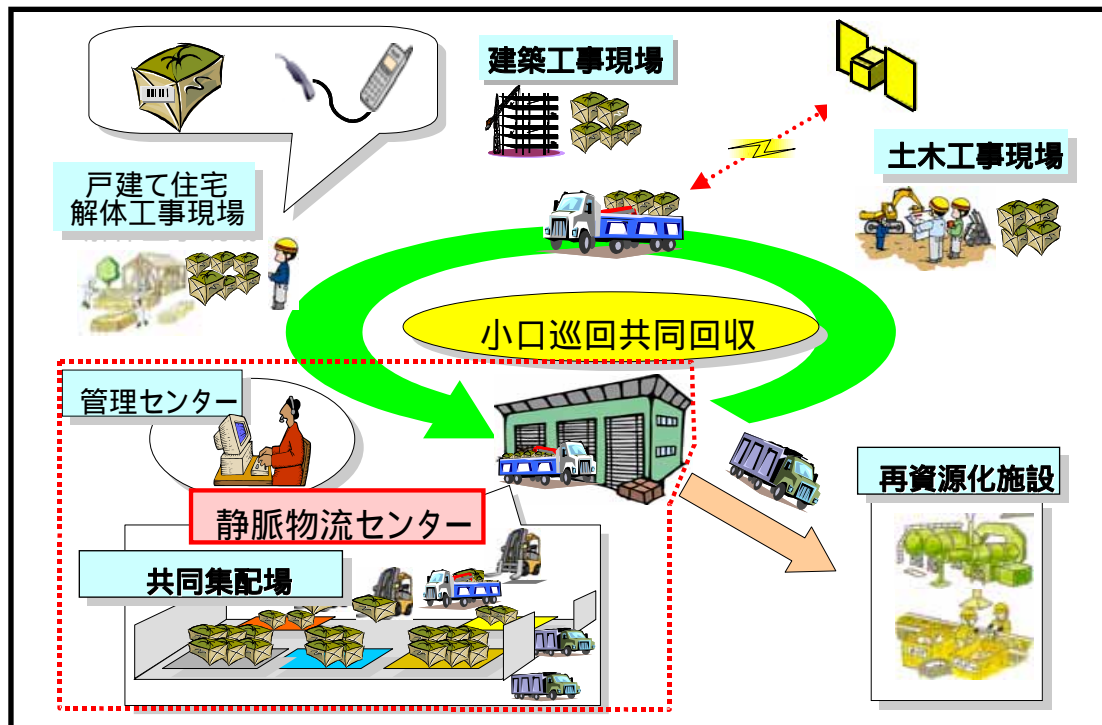 建築工事現場
土木工事現場
戸建て住宅
解体工事現場
小口巡回共同回収
管理センター
再資源化施設
静脈物流センター
共同集配場